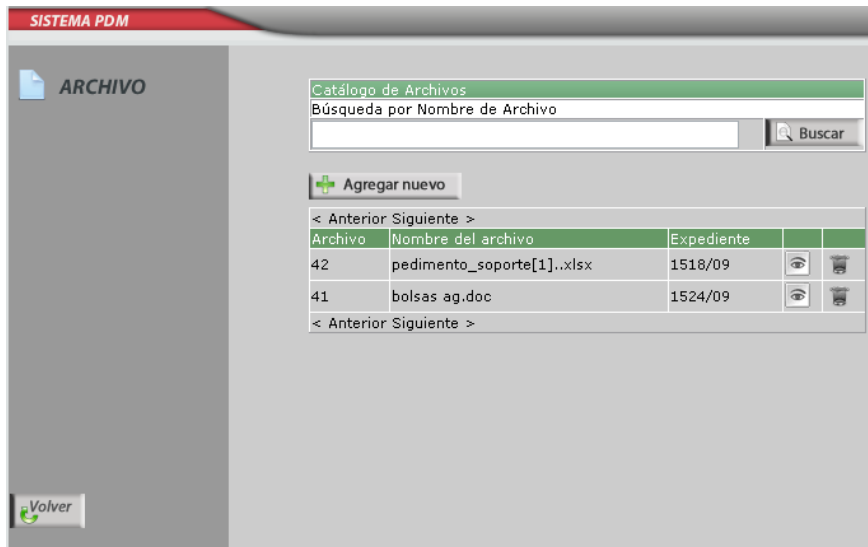 SISTEMA PDM
ARCHIVO
Catálogo de Archivos
Búsqueda por Nombre de Archivo
Buscar
Agregar nuevo
< Anterior Siguiente >
Archivo Nombre del archivo Expediente
42 pedimento_soporte[1]..xlsx 1518/09
41 bolsas ag.doc 1524/09
< Anterior Siguiente >
Volver